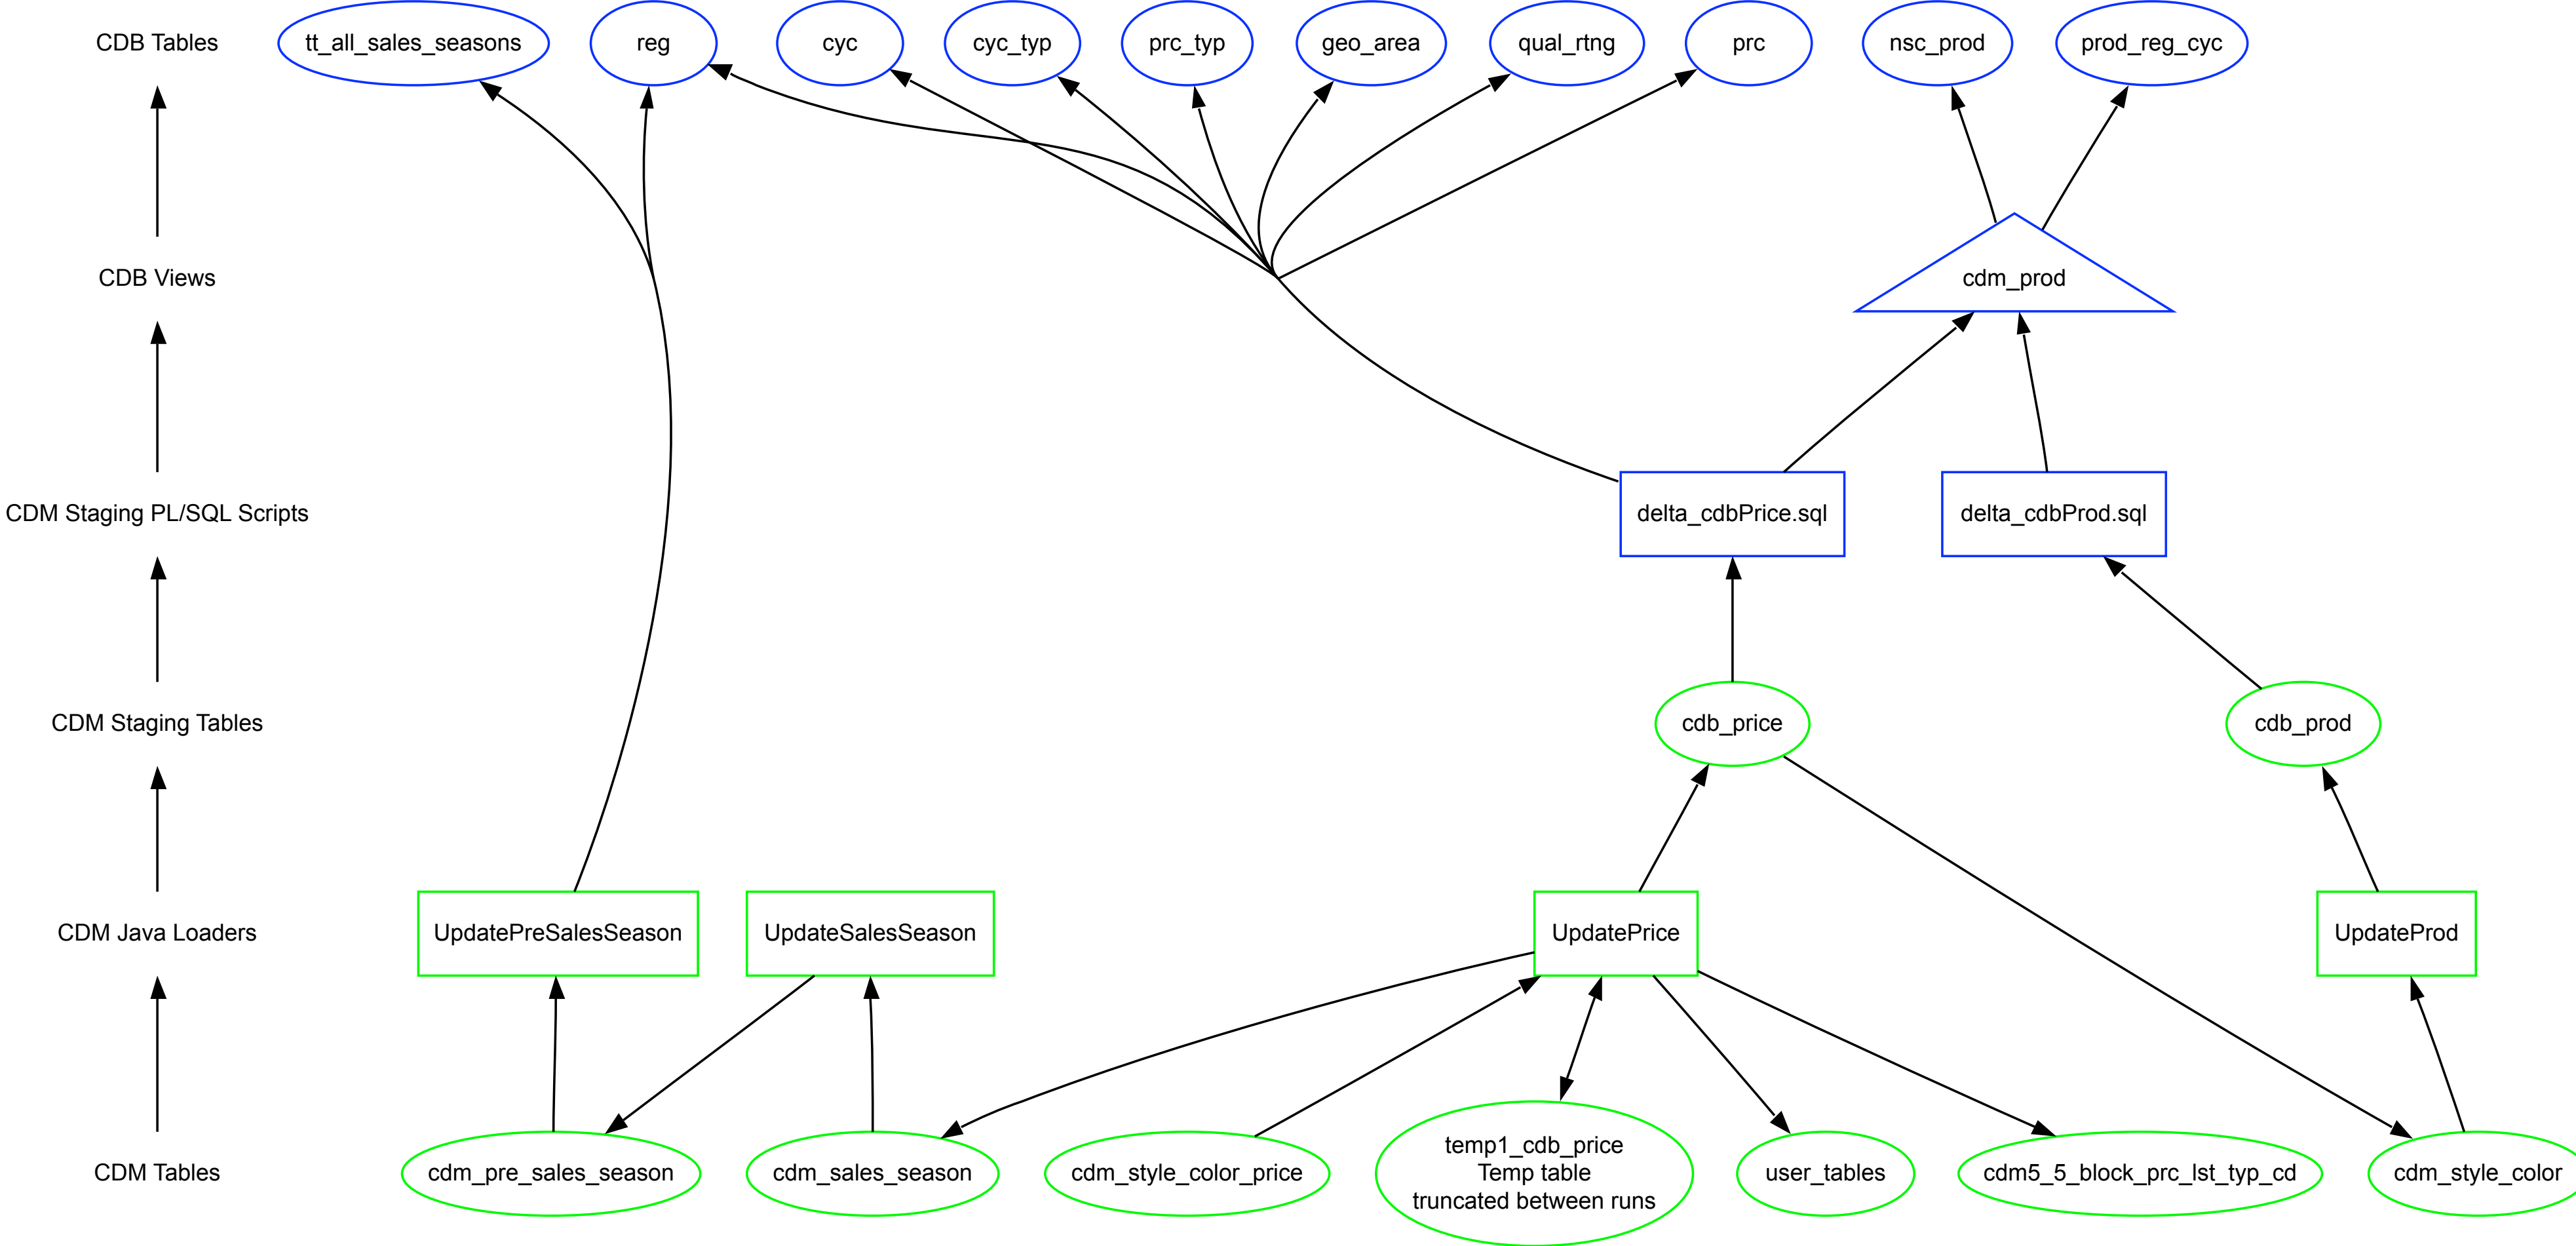 CDB Tables
tt_all_sales_seasons
reg
cyc
cyc_typ
prc_typ
geo_area
qual_rtng
prc
nsc_prod
prod_reg_cyc
CDB Views
cdm_prod
CDM Staging PL/SQL Scripts
delta_cdbPrice.sql
delta_cdbProd.sql
CDM Staging Tables
cdb_price
cdb_prod
CDM Java Loaders
UpdatePreSalesSeason
UpdateSalesSeason
UpdatePrice
UpdateProd
CDM Tables
cdm_pre_sales_season
cdm_sales_season
cdm_style_color_price
temp1_cdb_price
Temp table
truncated between runs
user_tables
cdm5_5_block_prc_lst_typ_cd
cdm_style_color